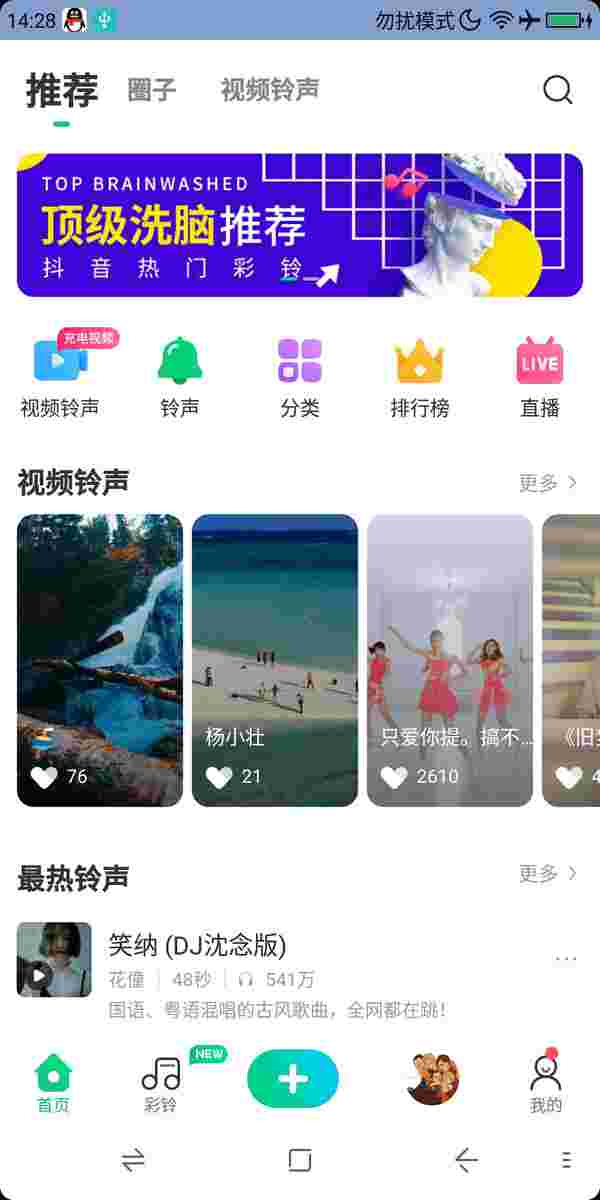 14:28
勿扰模式
推荐
圈子
视频铃声
TOP BRAINWASHED
顶级洗脑推荐
抖音热门彩铃
充电视频
LIVE
视频铃声
铃声
分类
排行榜
直播
视频铃声
更多
杨小壮
只爱你提。搞不...
76
21
2610
4
最热铃声
更多
笑纳 (DJ沈念版)
花僮
48秒
541万
国语、粤语混唱的古风歌曲，全网都在跳！
NEW
首页
彩铃
我的